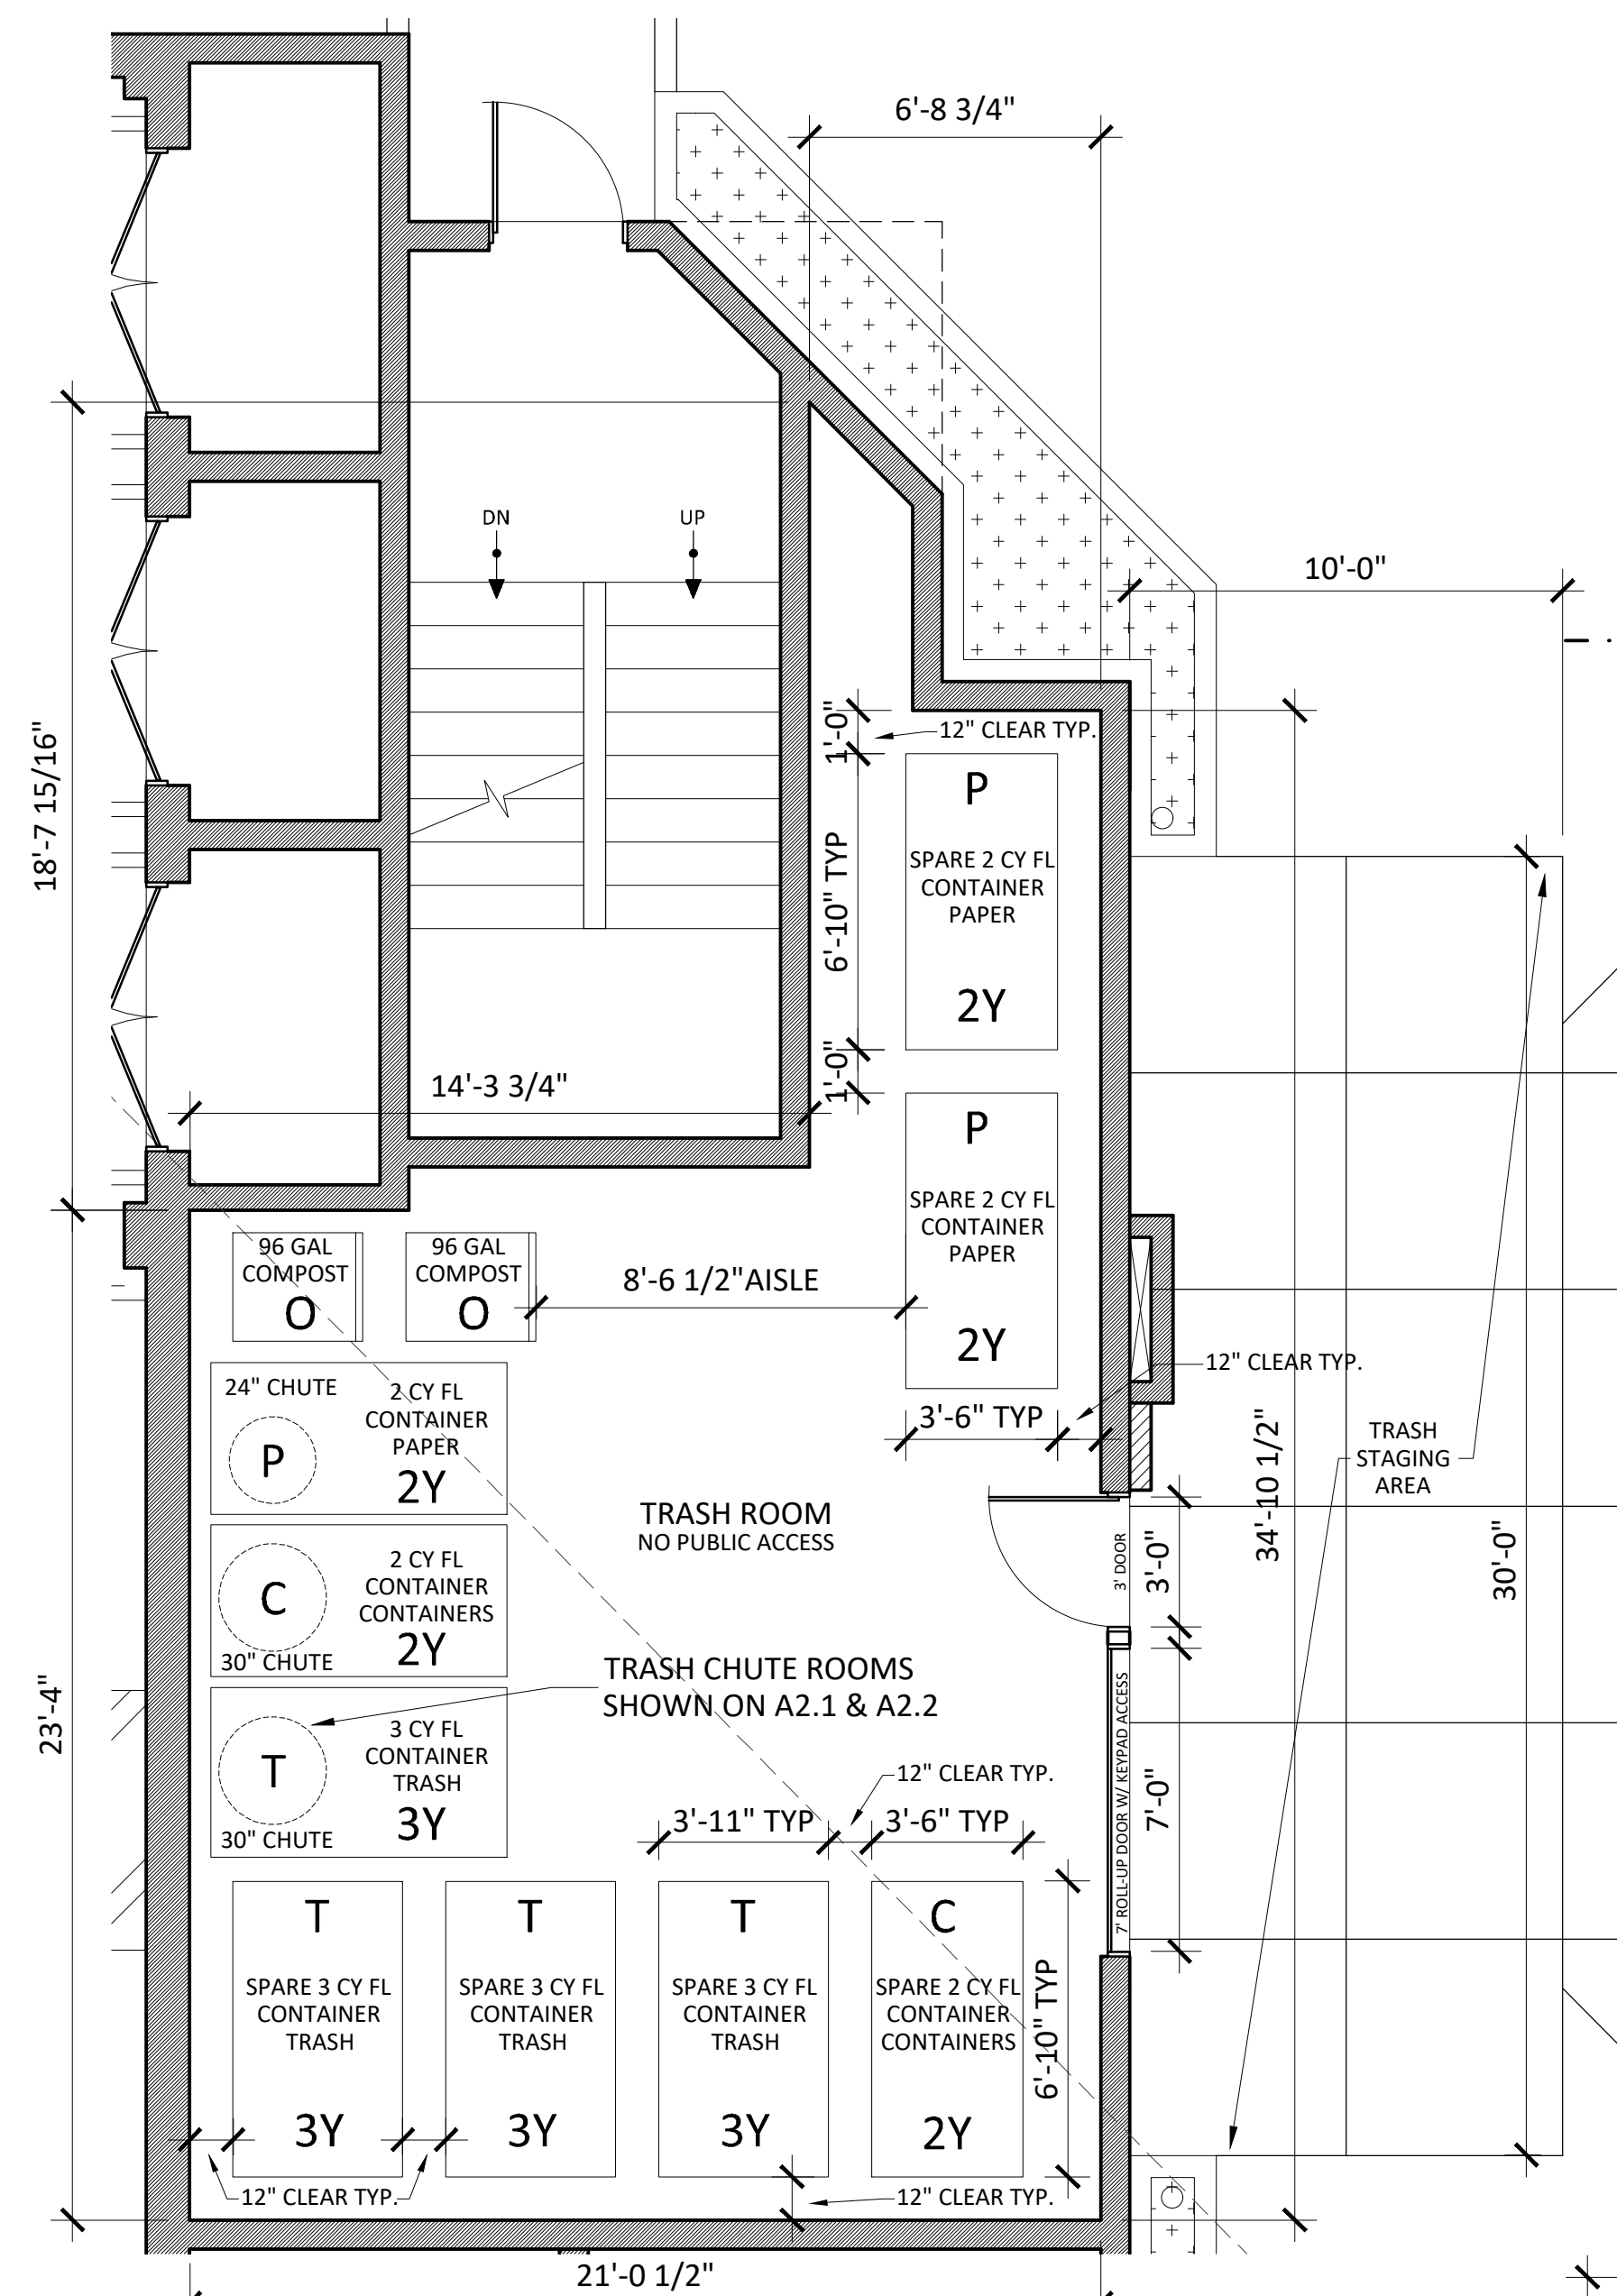 6'-8 3/4"
10'-0"
DN
UP
1'-0"
12" CLEAR TYP.
18'-7 15/16"
6'-10" TYP
P
SPARE 2 CY FL
CONTAINER
PAPER
2Y
1'-0"
14'-3 3/4"
P
SPARE 2 CY FL
CONTAINER
PAPER
2Y
96 GAL
COMPOST
O
96 GAL
COMPOST
O
8'-6 1/2"AISLE
12" CLEAR TYP.
3'-6" TYP
24" CHUTE
P
2 CY FL
CONTAINER
PAPER
2Y
TRASH
STAGING
AREA
34'-10 1/2"
30'-0"
TRASH ROOM
NO PUBLIC ACCESS
3' DOOR
3'-0"
C
2 CY FL
CONTAINER
CONTAINERS
2Y
30" CHUTE
TRASH CHUTE ROOMS
SHOWN ON A2.1 & A2.2
23'-4"
T
3 CY FL
CONTAINER
TRASH
3Y
30" CHUTE
7' ROLL-UP DOOR W/ KEYPAD ACCESS
7'-0"
12" CLEAR TYP.
3'-11" TYP
3'-6" TYP
T
SPARE 3 CY FL
CONTAINER
TRASH
3Y
T
SPARE 3 CY FL
CONTAINER
TRASH
3Y
T
SPARE 3 CY FL
CONTAINER
TRASH
3Y
C
SPARE 2 CY FL
CONTAINER
CONTAINERS
2Y
6'-10" TYP
12" CLEAR TYP.
12" CLEAR TYP.
21'-0 1/2"